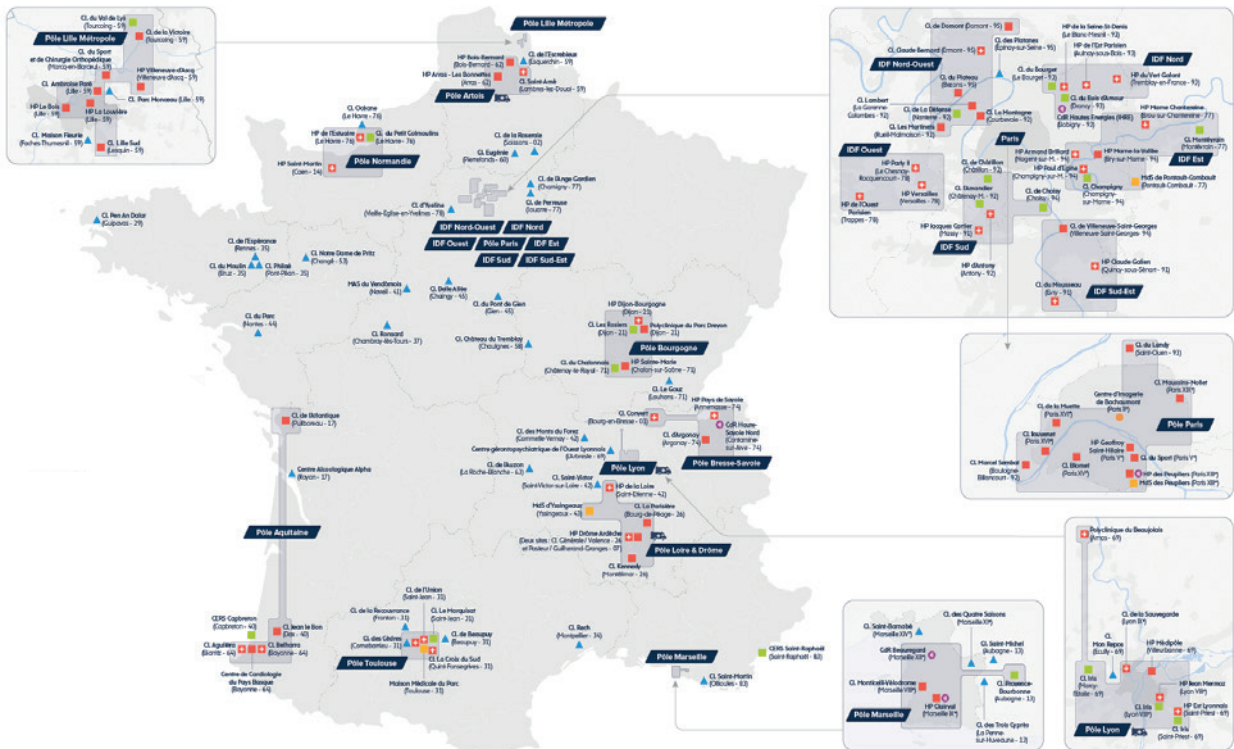 Cl. du Val de Lys
(Tourcoing - 59)
Pôle Lille Métropole
Cl. de la Victoire
(Tourcoing - 59)
Cl. du Sport
et de Chirurgie Orthopédique
(Marcq-en-Barœul - 59)
HP Villeneuve-d'Ascq
(Villeneuve-d'Ascq - 59)
Cl. Ambroise Paré
(Lille - 59)
Cl. Parc Monceau (Lille - 59)
HP Le Bois
(Lille - 59)
HP La Louvière
(Lille - 59)
Cl. Maison Fleurie
(Faches-Thumesnil - 59)
Cl. Lille Sud
(Lesquin - 59)
Pôle Lille Métropole
HP Bois-Bernard
(Bois-Bernard - 62)
Cl. de l'Escrebieux
(Esquerchin - 59)
HP Arras - Les Bonnettes
(Arras - 62)
Cl. Saint-Amé
(Lambres-lez-Douai - 59)
Pôle Artois
Cl. Océane
(Le Havre - 76)
HP de l'Estuaire
(Le Havre - 76)
Cl. du Petit Colmoulins
(Le Havre - 76)
HP Saint-Martin
(Caen - 14)
Pôle Normandie
Cl. de la Roseraie
(Soissons - 02)
Cl. Eugénie
(Pierrefonds - 60)
Cl. de l'Ange Gardien
(Chamigny - 77)
Cl. de Perreuse
(Jouarre - 77)
Cl. d'Yveline
(Vieille-Église-en-Yvelines - 78)
IDF Nord-Ouest
IDF Nord
IDF Ouest
Pôle Paris
IDF Est
IDF Sud
IDF Sud-Est
Cl. Pen An Dalar
(Guipavas - 29)
Cl. de l'Espérance
(Rennes - 35)
Cl. du Moulin
(Bruz - 35)
Cl. Philaé
(Pont-Péan - 35)
Cl. Notre Dame de Pritz
(Changé - 53)
MAS du Vendômois
(Naveil - 41)
Cl. Belle Allée
(Chaingy - 45)
Cl. du Pont de Gien
(Gien - 45)
Cl. du Parc
(Nantes - 44)
Cl. Ronsard
(Chambray-lès-Tours - 37)
Cl. Château du Tremblay
(Chaulgnes - 58)
HP Dijon-Bourgogne
(Dijon - 21)
Cl. Les Rosiers
(Dijon - 21)
Polyclinique du Parc Drevon
(Dijon - 21)
Pôle Bourgogne
Cl. du Chalonnais
(Châtenoy-le-Royal - 71)
HP Sainte-Marie
(Chalon-sur-Saône - 71)
Cl. Le Gouz
(Louhans - 71)
Cl. Convert
(Bourg-en-Bresse - 01)
HP Pays de Savoie
(Annemasse - 74)
CdR Haute-
Savoie Nord
(Contamine-
sur-Arve - 74)
Cl. d'Argonay
(Argonay - 74)
Pôle Bresse-Savoie
Cl. de l'Atlantique
(Puilboreau - 17)
Centre Alcoologique Alpha
(Royan - 17)
Cl. des Monts du Forez
(Commelle-Vernay - 42)
Centre gérontopsychiatrique de l'Ouest Lyonnais
(L'Arbresle - 69)
Cl. de l'Auzon
(La Roche-Blanche - 63)
Pôle Lyon
Cl. Saint-Victor
(Saint-Victor-sur-Loire - 42)
HP de la Loire
(Saint-Etienne - 42)
MdS d'Yssingeaux
(Yssingeaux - 43)
Cl. La Parisière
(Bourg-de-Péage - 26)
HP Drôme Ardèche
(Deux sites : Cl. Générale / Valence - 26
et Pasteur / Guilherand-Granges - 07)
Pôle Loire & Drôme
Cl. Kennedy
(Montélimar - 26)
Pôle Aquitaine
CERS Capbreton
(Capbreton - 40)
Cl. Jean le Bon
(Dax - 40)
Cl. Aguiléra
(Biarritz - 64)
Cl. Belharra
(Bayonne - 64)
Centre de Cardiologie
du Pays Basque
(Bayonne - 64)
Cl. de l'Union
(Saint-Jean - 31)
Cl. de la Recouvrance
(Fronton - 31)
Cl. Le Marquisat
(Saint-Jean - 31)
Cl. des Cèdres
(Cornebarrieu - 31)
Cl. de Beaupuy
(Beaupuy - 31)
Pôle Toulouse
Cl. La Croix du Sud
(Quint-Fonsegrives - 31)
Maison Médicale du Parc
(Toulouse - 31)
Cl. Rech
(Montpellier - 34)
CERS Saint-Raphaël
(Saint-Raphaël - 83)
Pôle Marseille
Cl. Saint-Martin
(Ollioules - 83)
Cl. de Domont (Domont - 95)
HP de la Seine-St-Denis
(Le Blanc-Mesnil - 93)
Cl. Claude Bernard (Ermont - 95)
Cl. des Platanes
(Épinay-sur-Seine - 93)
HP de l'Est Parisien
(Aulnay-sous-Bois - 93)
IDF Nord
IDF Nord-Ouest
Cl. du Bourget
(Le Bourget - 93)
HP du Vert Galant
(Tremblay-en-France - 93)
Cl. du Plateau
(Bezons - 95)
Cl. du Bois d'Amour
(Drancy - 93)
Cl. Lambert
(La Garenne-
Colombes - 92)
Cl. de La Défense
(Nanterre - 92)
Cl. La Montagne
(Courbevoie - 92)
CdR Hautes Energies (IHRE)
(Bobigny - 93)
HP Marne Chantereine
(Brou-sur-Chantereine - 77)
Cl. Les Martinets
(Rueil-Malmaison - 92)
Paris
Cl. Montévrain
(Montévrain - 77)
IDF Ouest
HP Armand Brillard
(Nogent-sur-M. - 94)
HP Marne-la-Vallée
(Bry-sur-Marne - 94)
IDF Est
HP Parly II
(Le Chesnay-
Rocquencourt - 78)
Cl. de Châtillon
(Châtillon - 92)
HP Paul d'Egine
(Champigny-sur-M. - 94)
MdS de Pontault-Combault
(Pontault-Combault - 77)
HP Versailles
(Versailles - 78)
Cl. Dunandier
(Châtenay-M. - 92)
Cl. de Choisy
(Choisy - 94)
Cl. Champigny
(Champigny-
sur-Marne - 94)
HP de l'Ouest
Parisien
(Trappes - 78)
HP Jacques Cartier
(Massy - 91)
Cl. de Villeneuve-Saint-Georges
(Villeneuve-Saint-Georges - 94)
IDF Sud
HP d'Antony
(Antony - 92)
HP Claude Galien
(Quincy-sous-Sénart - 91)
Cl. du Mousseau
(Evry - 91)
IDF Sud-Est
Cl. du Landy
(Saint-Ouen - 93)
Cl. Maussins-Nollet
(Paris XIXᵉ)
Centre d'Imagerie
de Bachaumont
(Paris IIᵉ)
Cl. de la Muette
(Paris XVIᵉ)
Pôle Paris
Cl. Jouvenet
(Paris XVIᵉ)
HP Geoffroy
Saint-Hilaire
(Paris Vᵉ)
Cl. Marcel Sembat
(Boulogne-
Billancourt - 92)
Cl. Blomet
(Paris XVᵉ)
Cl. du Sport (Paris Vᵉ)
HP des Peupliers (Paris XIIIᵉ)
MdS des Peupliers (Paris XIIIᵉ)
Cl. des Quatre Saisons
(Marseille XIᵉ)
Cl. Saint-Barnabé
(Marseille XIVᵉ)
Cl. Saint-Michel
(Aubagne - 13)
CdR Beauregard
(Marseille XIIᵉ)
Cl. Monticelli-Vélodrome
(Marseille VIIIᵉ)
Cl. Provence-
Bourbonne
(Aubagne - 13)
HP Clairval
(Marseille IXᵉ)
Pôle Marseille
Cl. des Trois Cyprès
(La Penne-
sur-Huveaune - 13)
Polyclinique du Beaujolais
(Arnas - 69)
Cl. de la Sauvegarde
(Lyon IXᵉ)
Cl.
Mon Repos
(Ecully - 69)
HP Médipôle
(Villeurbanne - 69)
Cl. Iris
(Marcy-
l'Etoile - 69)
HP Jean Mermoz
(Lyon VIIIᵉ)
Cl. Iris
(Lyon VIIIᵉ)
HP Est Lyonnais
(Saint-Priest - 69)
Cl. Iris
(Saint-Priest - 69)
Pôle Lyon